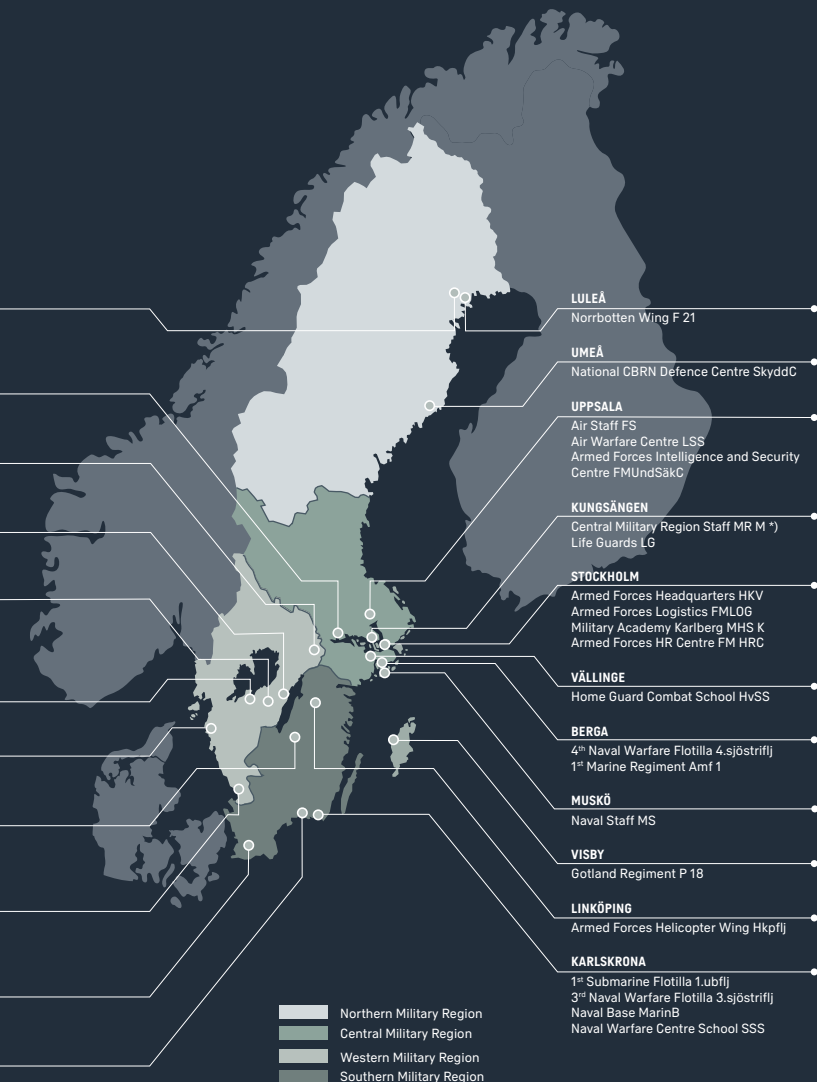 LULEÅ
Norrbotten Wing F 21
UMEÅ
National CBRN Defence Centre SkyddC
UPPSALA
Air Staff FS
Air Warfare Centre LSS
Armed Forces Intelligence and Security
Centre FMUndSäkC
KUNGSÄNGEN
Central Military Region Staff MR M *)
Life Guards LG
STOCKHOLM
Armed Forces Headquarters HKV
Armed Forces Logistics FMLOG
Military Academy Karlberg MHS K
Armed Forces HR Centre FM HRC
VÄLLINGE
Home Guard Combat School HvSS
BERGA
4th Naval Warfare Flotilla 4.sjöstriflj
1st Marine Regiment Amf 1
MUSKÖ
Naval Staff MS
VISBY
Gotland Regiment P 18
LINKÖPING
Armed Forces Helicopter Wing Hkpflj
KARLSKRONA
1st Submarine Flotilla 1.ubflj
3rd Naval Warfare Flotilla 3.sjöstriflj
Naval Base MarinB
Naval Warfare Centre School SSS
Northern Military Region
Central Military Region
Western Military Region
Southern Military Region